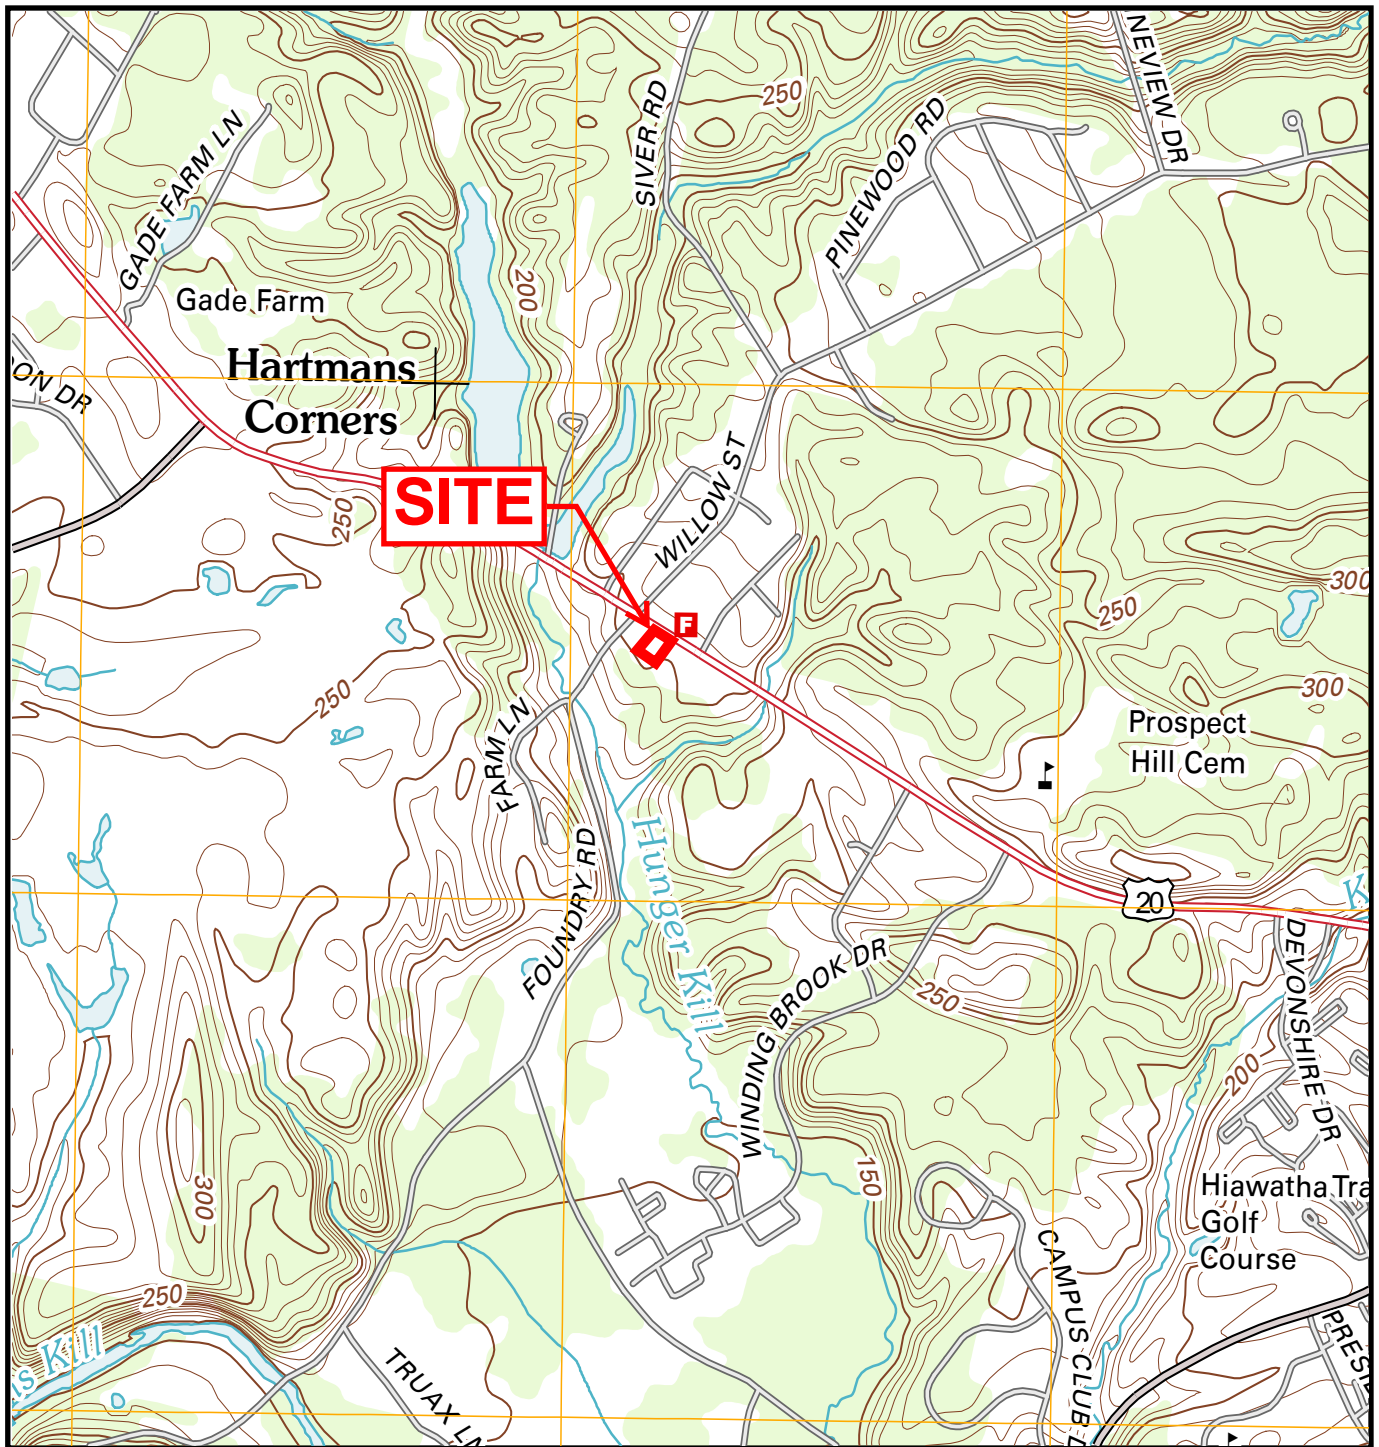 NEVIEW DR
250
SIVER RD
PINEWOOD RD
GADE FARM LN
200
Gade Farm
Hartmans
Corners
ON DR
WILLOW ST
SITE
250
F
300
250
300
250
FARM LN
Prospect
Hill Cem
Hunger Kill
FOUNDRY RD
20
K
DEVONSHIRE DR
WINDING BROOK DR
250
200
150
300
Hiawatha Tra
Golf
Course
CAMPUS CLUB D
250
s Kill
TRUAX LN
PRESI